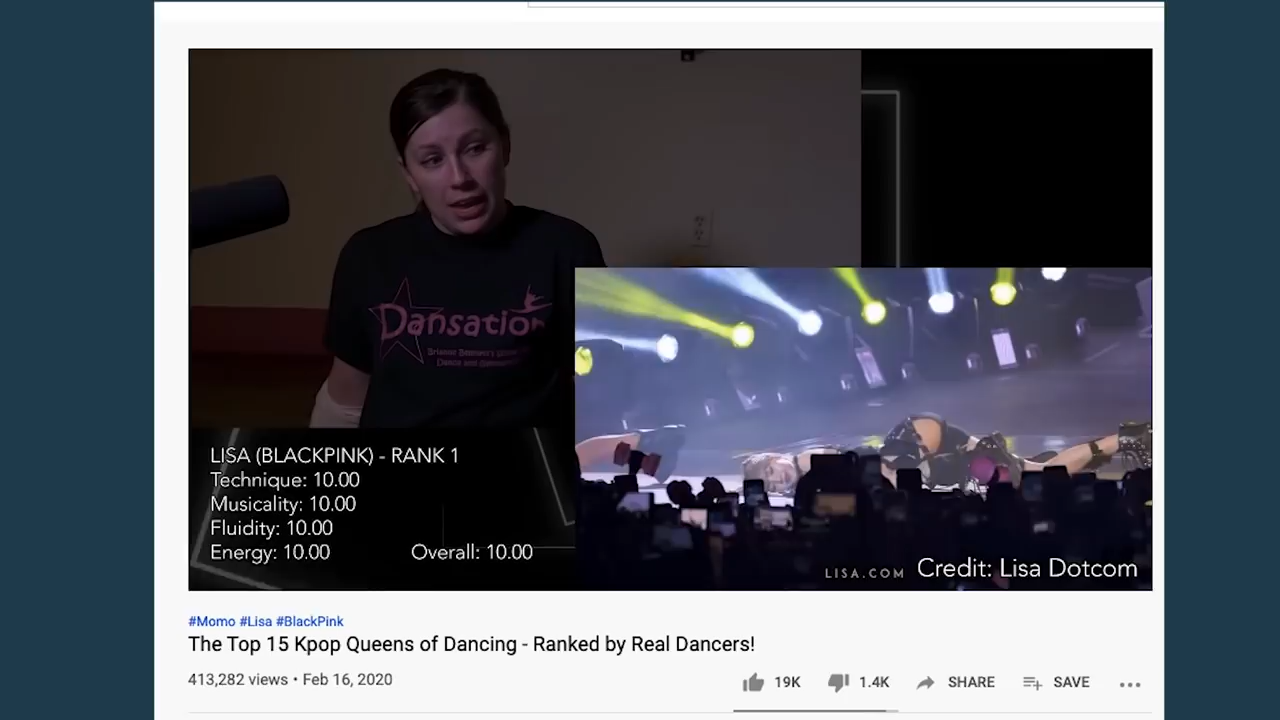 Dansation
LISA (BLACKPINK) - RANK 1
Technique: 10.00
Musicality: 10.00
Fluidity: 10.00
Energy: 10.00
Overall: 10.00
LISA.COM
Credit: Lisa Dotcom
#Momo #Lisa #BlackPink
The Top 15 Kpop Queens of Dancing - Ranked by Real Dancers!
413,282 views • Feb 16, 2020
19K
1.4K
SHARE
SAVE